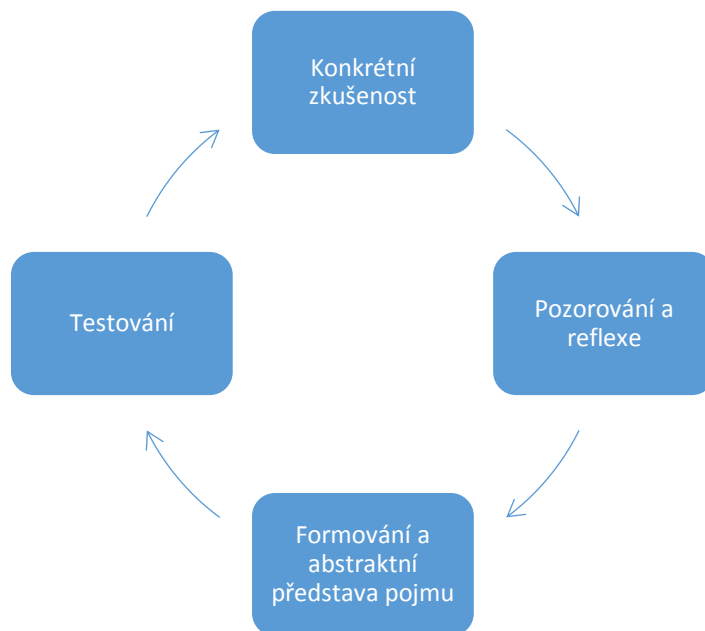 Konkrétní
zkušenost
Pozorování a
reflexe
Formování a
abstraktní
představa pojmu
Testování